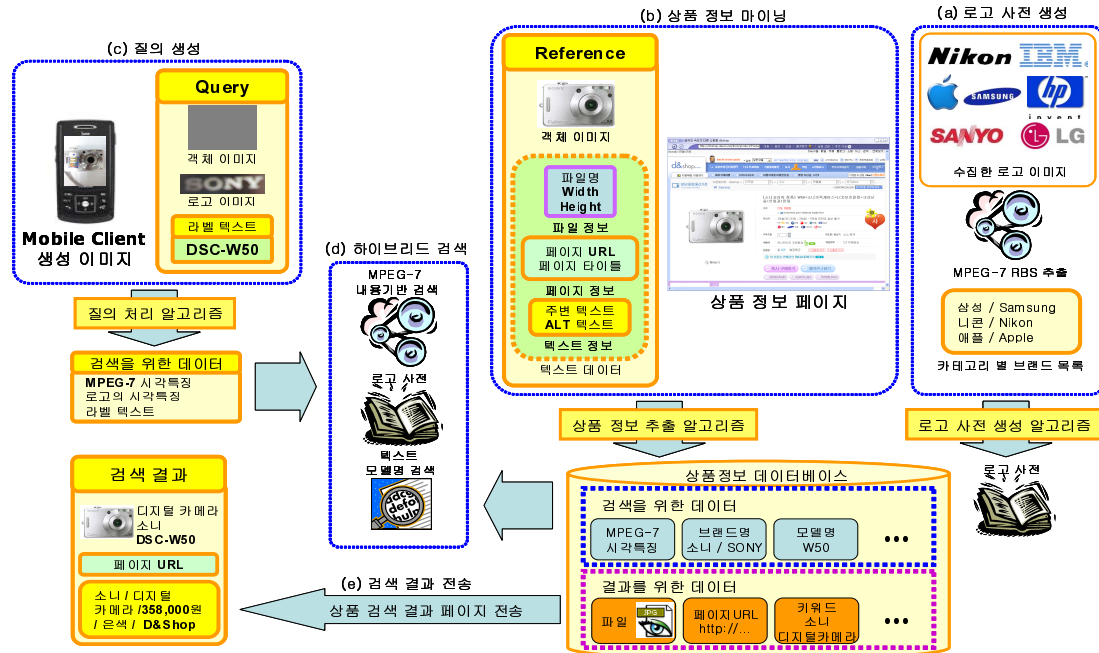 (c) 질의 생성
Query
객체 이미지
SONY
로고 이미지
라벨 텍스트
DSC-W50
Mobile Client
생성 이미지
질의 처리 알고리즘
검색을 위한 데이터
MPEG-7 시각특징
로고의 시각특징
라벨 텍스트
(b) 상품 정보 마이닝
Reference
객체 이미지
파일명
Width
Height
파일 정보
페이지 URL
페이지 타이틀
페이지 정보
주변 텍스트
ALT 텍스트
텍스트 정보
텍스트 데이터
d&shop
상품 정보 페이지
상품 정보 추출 알고리즘
(a) 로고 사전 생성
Nikon
IBM
SAMSUNG
hp
invent
SANYO
LG
수집한 로고 이미지
MPEG-7 RBS 추출
삼성 / Samsung
니콘 / Nikon
애플 / Apple
카테고리 별 브랜드 목록
로고 사전 생성 알고리즘
로고 사전
(d) 하이브리드 검색
MPEG-7
내용기반 검색
로고 사전
텍스트
모델명 검색
상품정보 데이터베이스
검색을 위한 데이터
MPEG-7
시각특징
브랜드명
소니 / SONY
모델명
W50
•••
결과를 위한 데이터
파일
JPG
페이지URL
http://...
키워드
소니
디지털카메라
•••
(e) 검색 결과 전송
상품 검색 결과 페이지 전송
검색 결과
디지털 카메라
소니
DSC-W50
페이지 URL
소니 / 디지털
카메라 /358,000원
/ 은색 / D&Shop